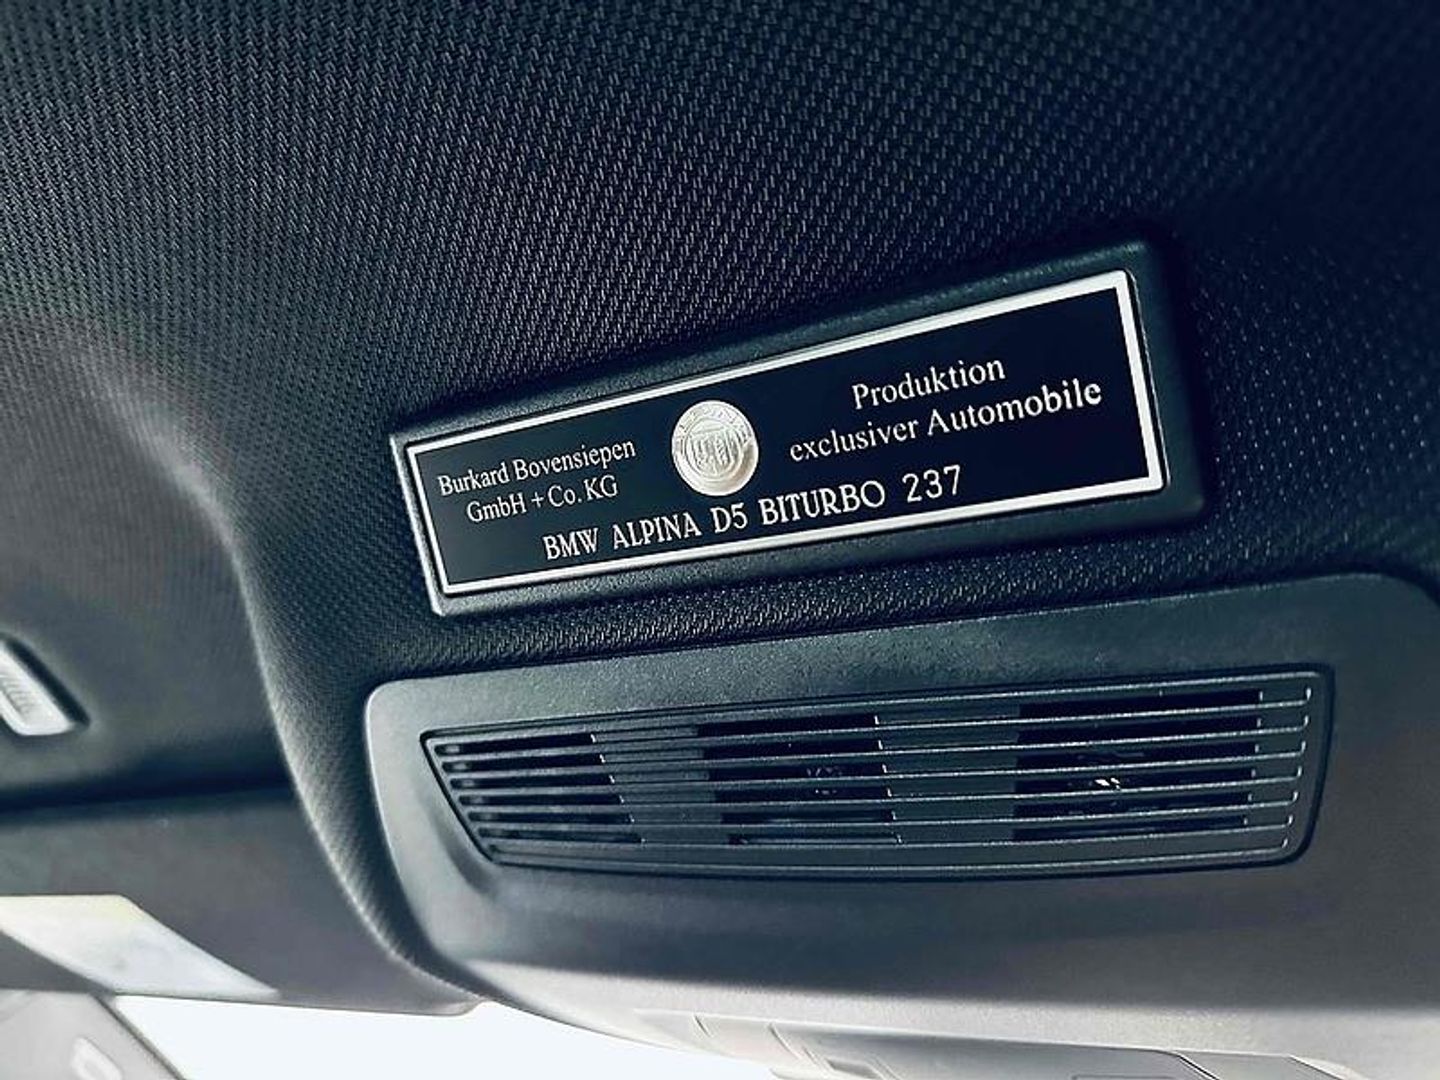 Burkard Bovensiepen
GmbH + Co. KG
Produktion
exclusiver Automobile
BMW ALPINA D5 BITURBO 237